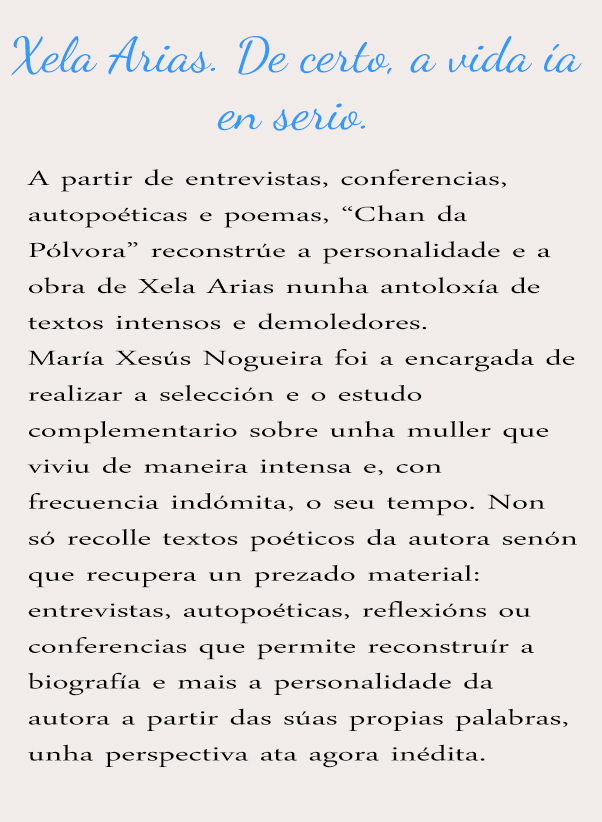 Xela Arias. De certo, a vida ía
en serio.
A partir de entrevistas, conferencias,
autopoéticas e poemas, “Chan da
Pólvora” reconstrúe a personalidade e a
obra de Xela Arias nunha antoloxía de
textos intensos e demoledores.
María Xesús Nogueira foi a encargada de
realizar a selección e o estudo
complementario sobre unha muller que
viviu de maneira intensa e, con
frecuencia indómita, o seu tempo. Non
só recolle textos poéticos da autora senón
que recupera un prezado material:
entrevistas, autopoéticas, reflexións ou
conferencias que permite reconstruír a
biografía e mais a personalidade da
autora a partir das súas propias palabras,
unha perspectiva ata agora inédita.